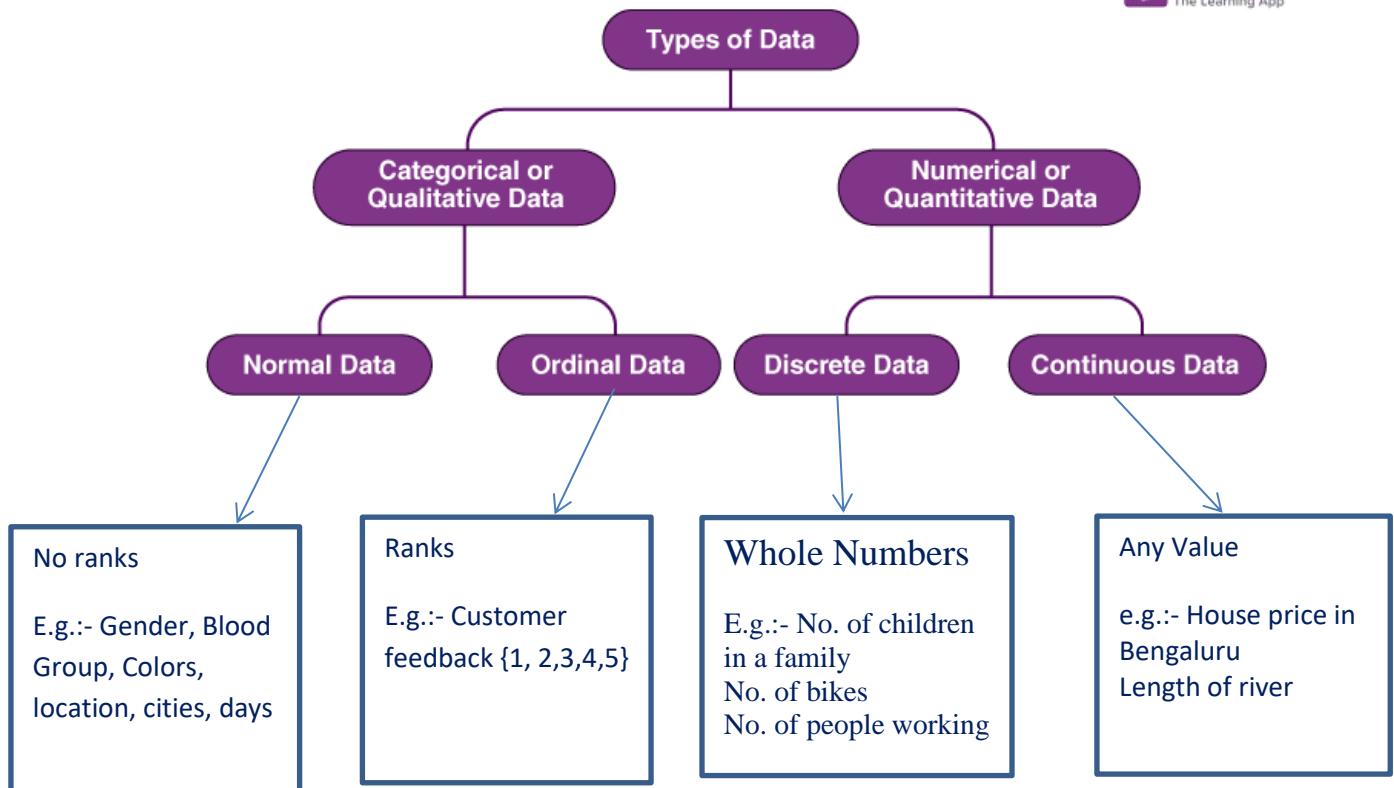 The Learning App
Types of Data
Categorical or
Qualitative Data
Numerical or
Quantitative Data
Normal Data
Ordinal Data
Discrete Data
Continuous Data
No ranks
E.g.:- Gender, Blood
Group, Colors,
location, cities, days
Ranks
E.g.:- Customer
feedback {1, 2,3,4,5}
Whole Numbers
E.g.:- No. of children
in a family
No. of bikes
No. of people working
Any Value
e.g.:- House price in
Bengaluru
Length of river